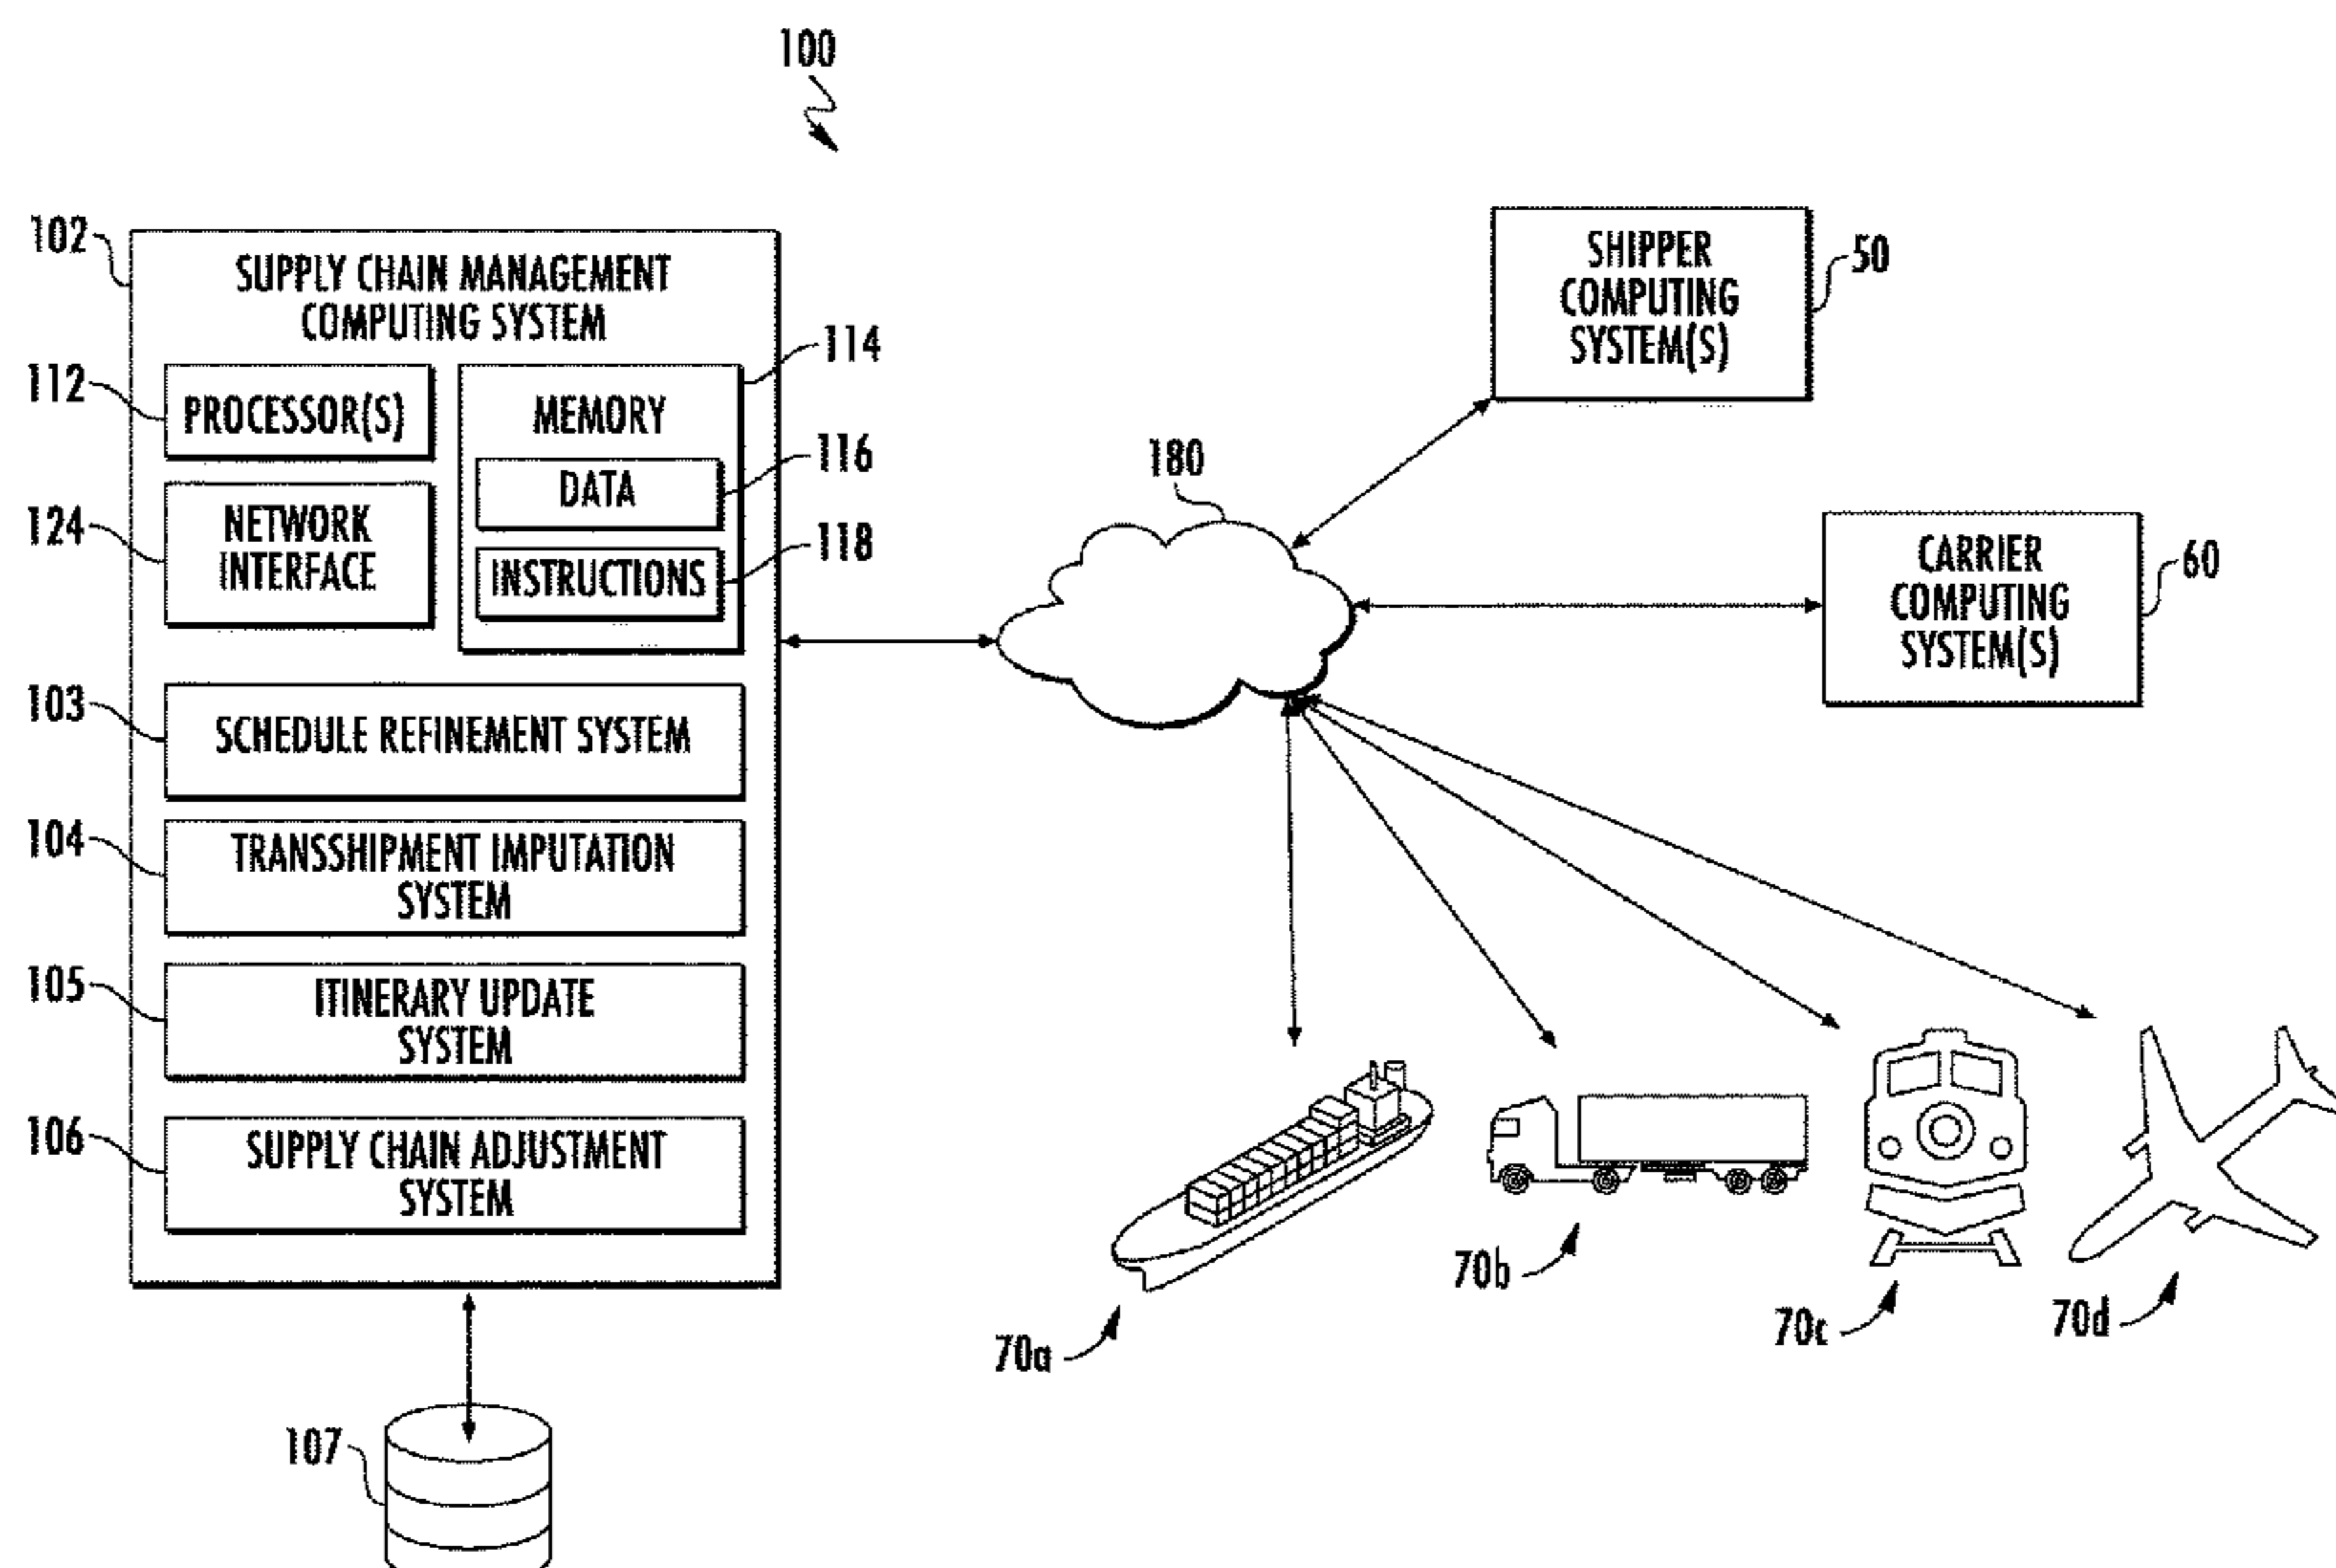 100
102
SUPPLY CHAIN MANAGEMENT
COMPUTING SYSTEM
112
PROCESSOR(S)
114
MEMORY
116
DATA
118
INSTRUCTIONS
124
NETWORK
INTERFACE
103
SCHEDULE REFINEMENT SYSTEM
104
TRANSSHIPMENT IMPUTATION
SYSTEM
105
ITINERARY UPDATE
SYSTEM
106
SUPPLY CHAIN ADJUSTMENT
SYSTEM
107
180
SHIPPER
COMPUTING
SYSTEM(S)
50
CARRIER
COMPUTING
SYSTEM(S)
60
70a
70b
70c
70d